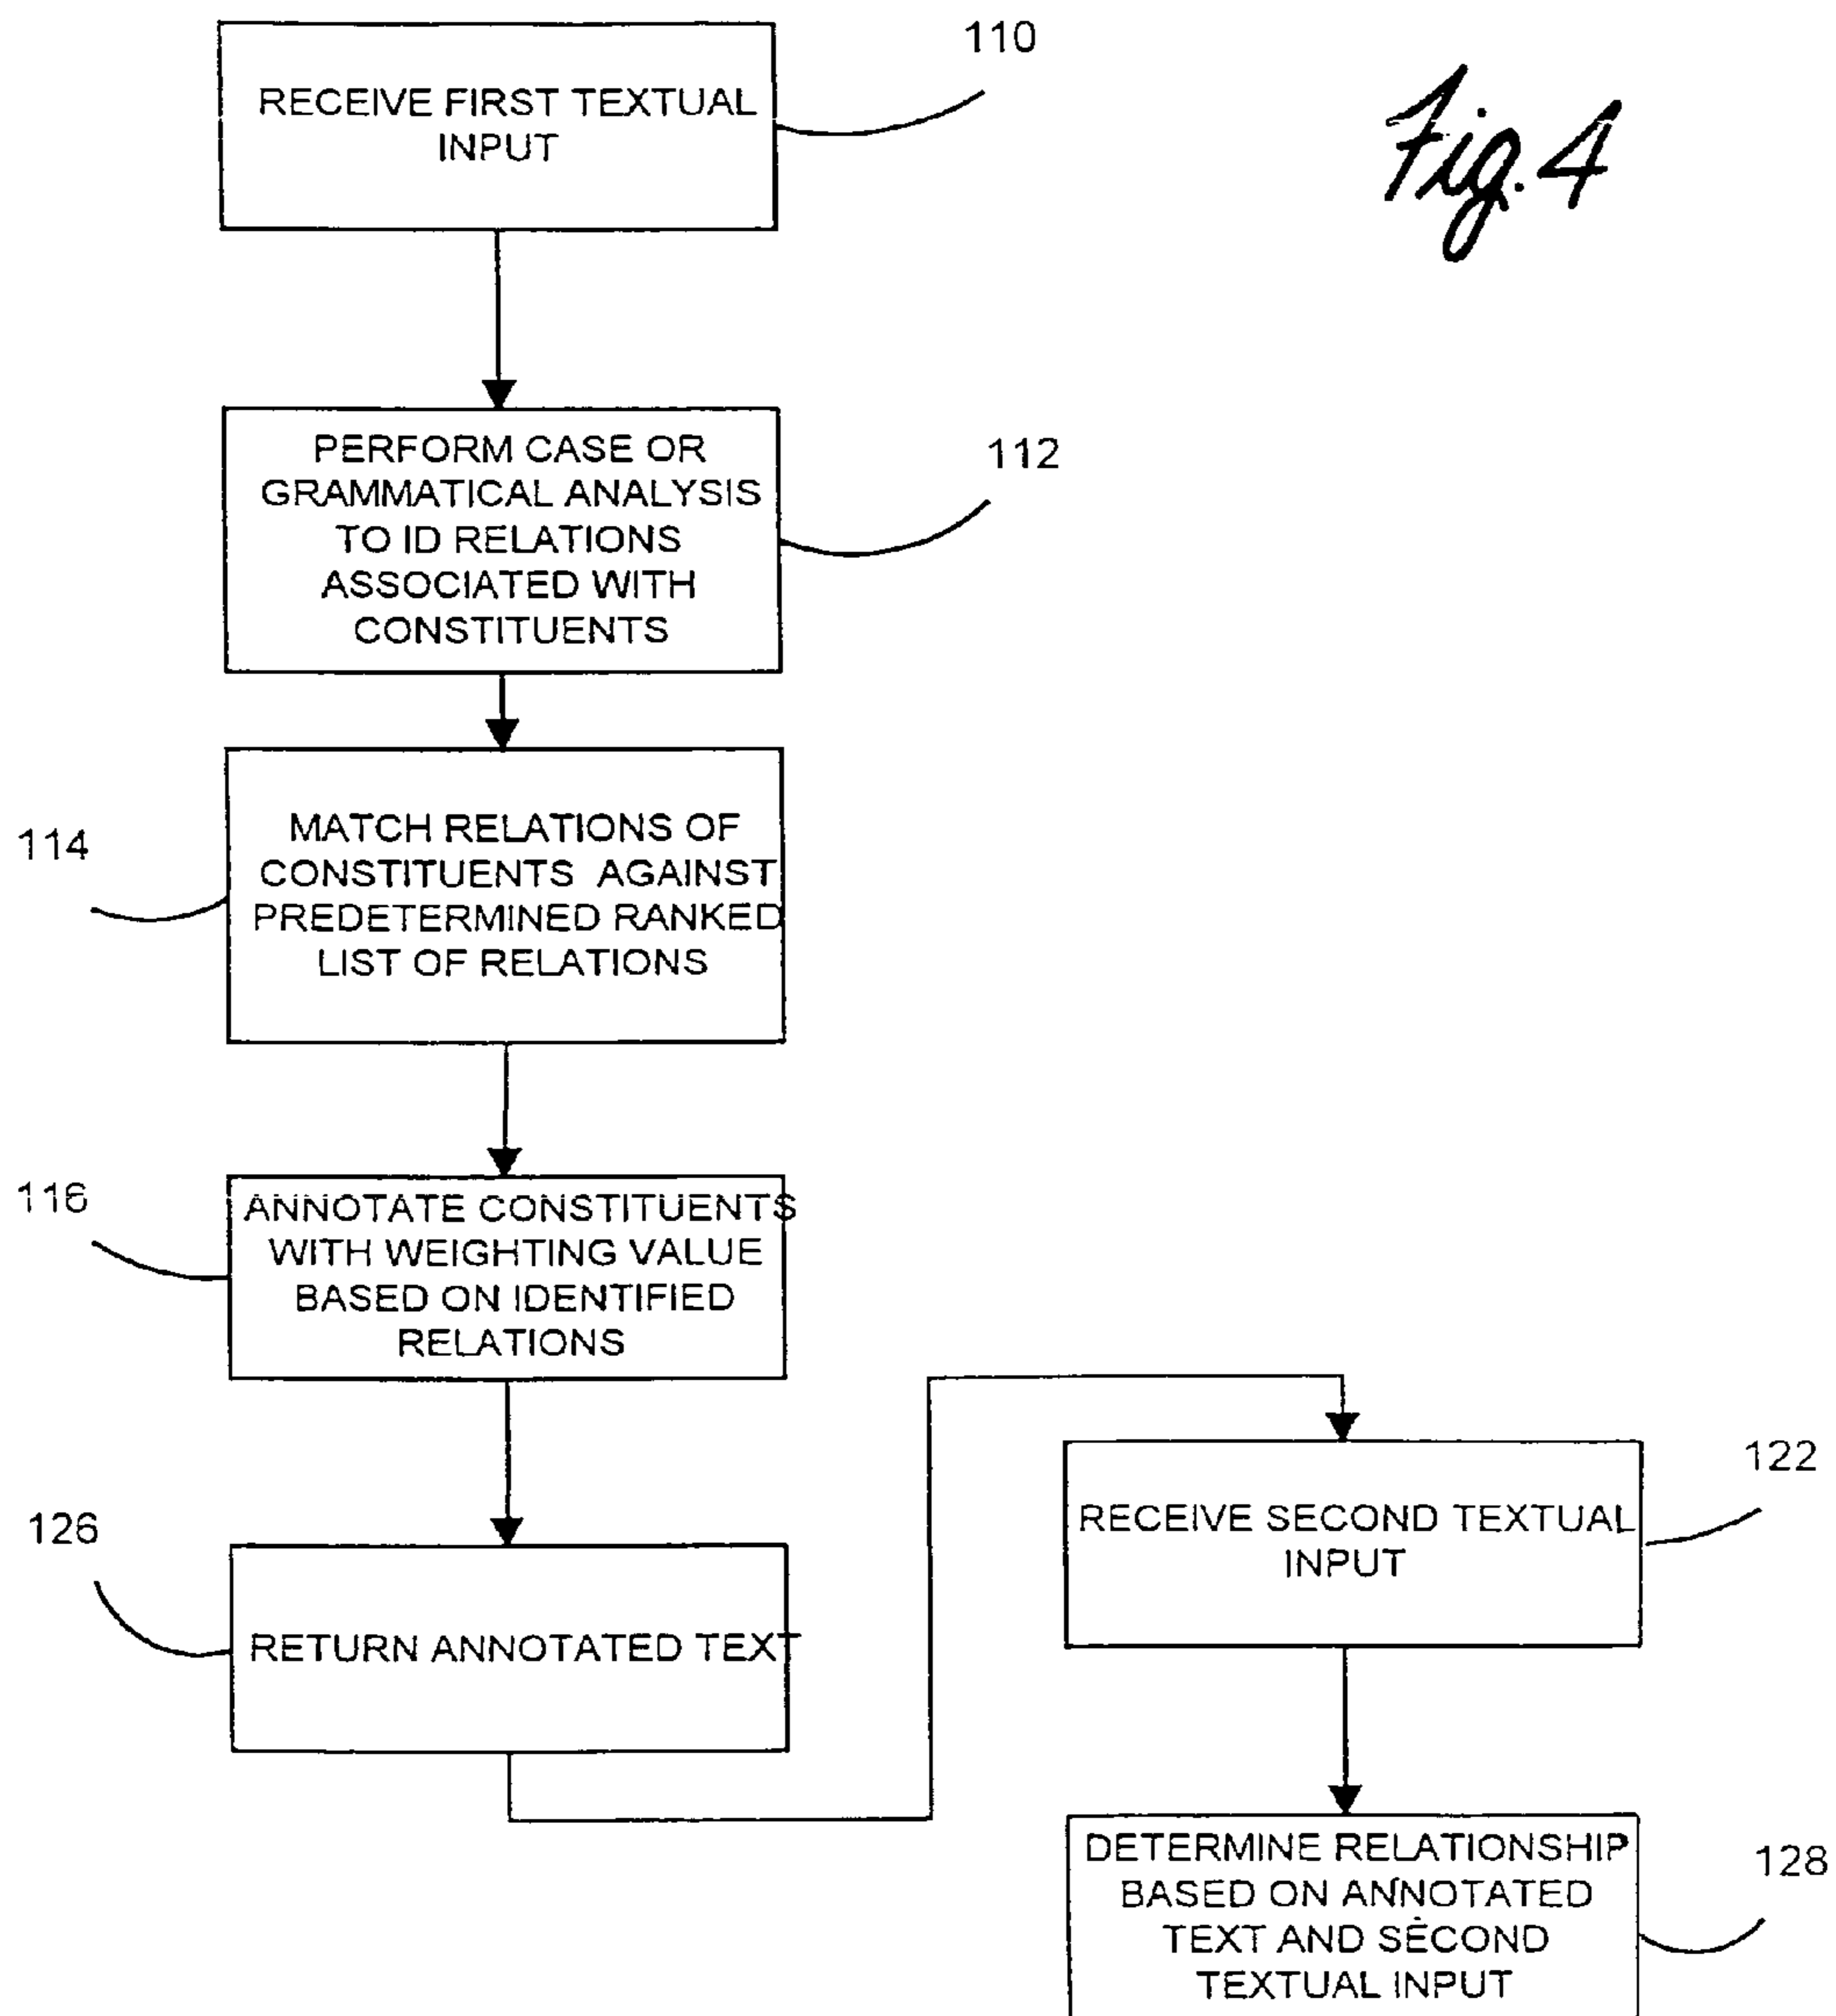 110
RECEIVE FIRST TEXTUAL
INPUT
Fig. 4
PERFORM CASE OR
GRAMMATICAL ANALYSIS
TO ID RELATIONS
ASSOCIATED WITH
CONSTITUENTS
112
MATCH RELATIONS OF
CONSTITUENTS AGAINST
PREDETERMINED RANKED
LIST OF RELATIONS
114
ANNOTATE CONSTITUENTS
WITH WEIGHTING VALUE
BASED ON IDENTIFIED
RELATIONS
116
126
RETURN ANNOTATED TEXT
122
RECEIVE SECOND TEXTUAL
INPUT
DETERMINE RELATIONSHIP
BASED ON ANNOTATED
TEXT AND SECOND
TEXTUAL INPUT
128